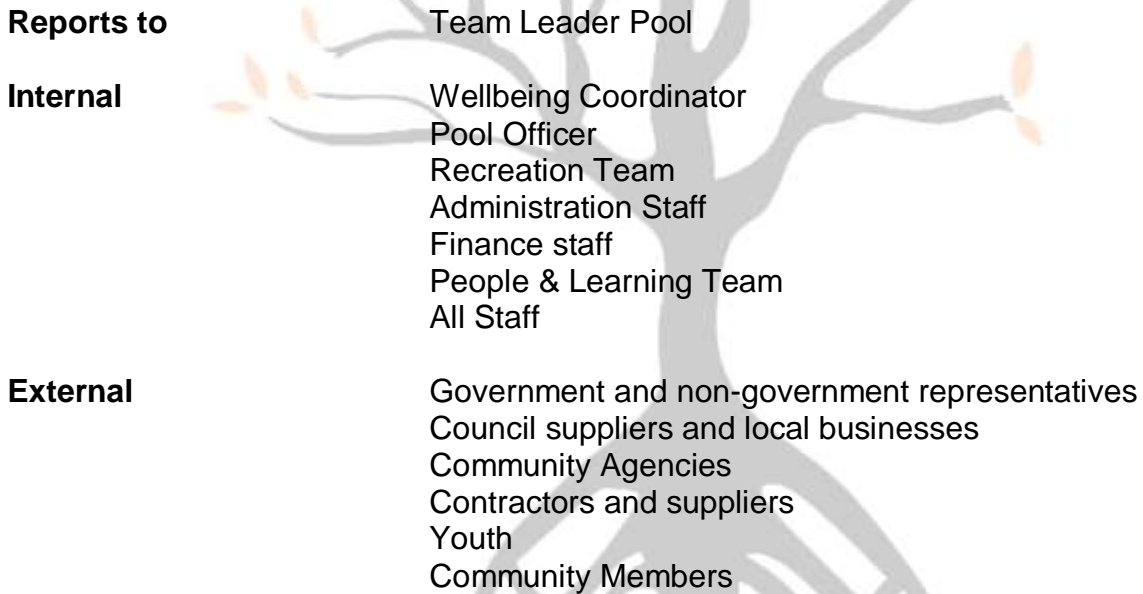 Reports to Team Leader Pool
Internal Wellbeing Coordinator
Pool Officer
Recreation Team
Administration Staff
Finance staff
People & Learning Team
All Staff
External Government and non-government representatives
Council suppliers and local businesses
Community Agencies
Contractors and suppliers
Youth
Community Members